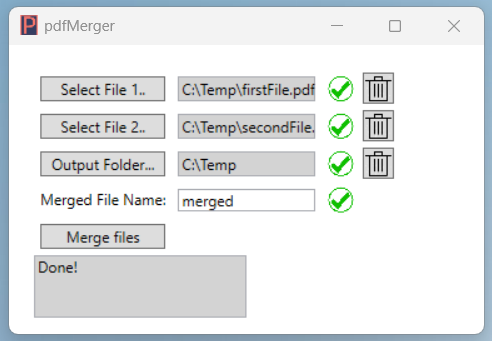 pdfMerger
Select File 1.. C:\Temp\firstFile.pdf
Select File 2.. C:\Temp\secondFile.
Output Folder... C:\Temp
Merged File Name: merged
Merge files
Done!